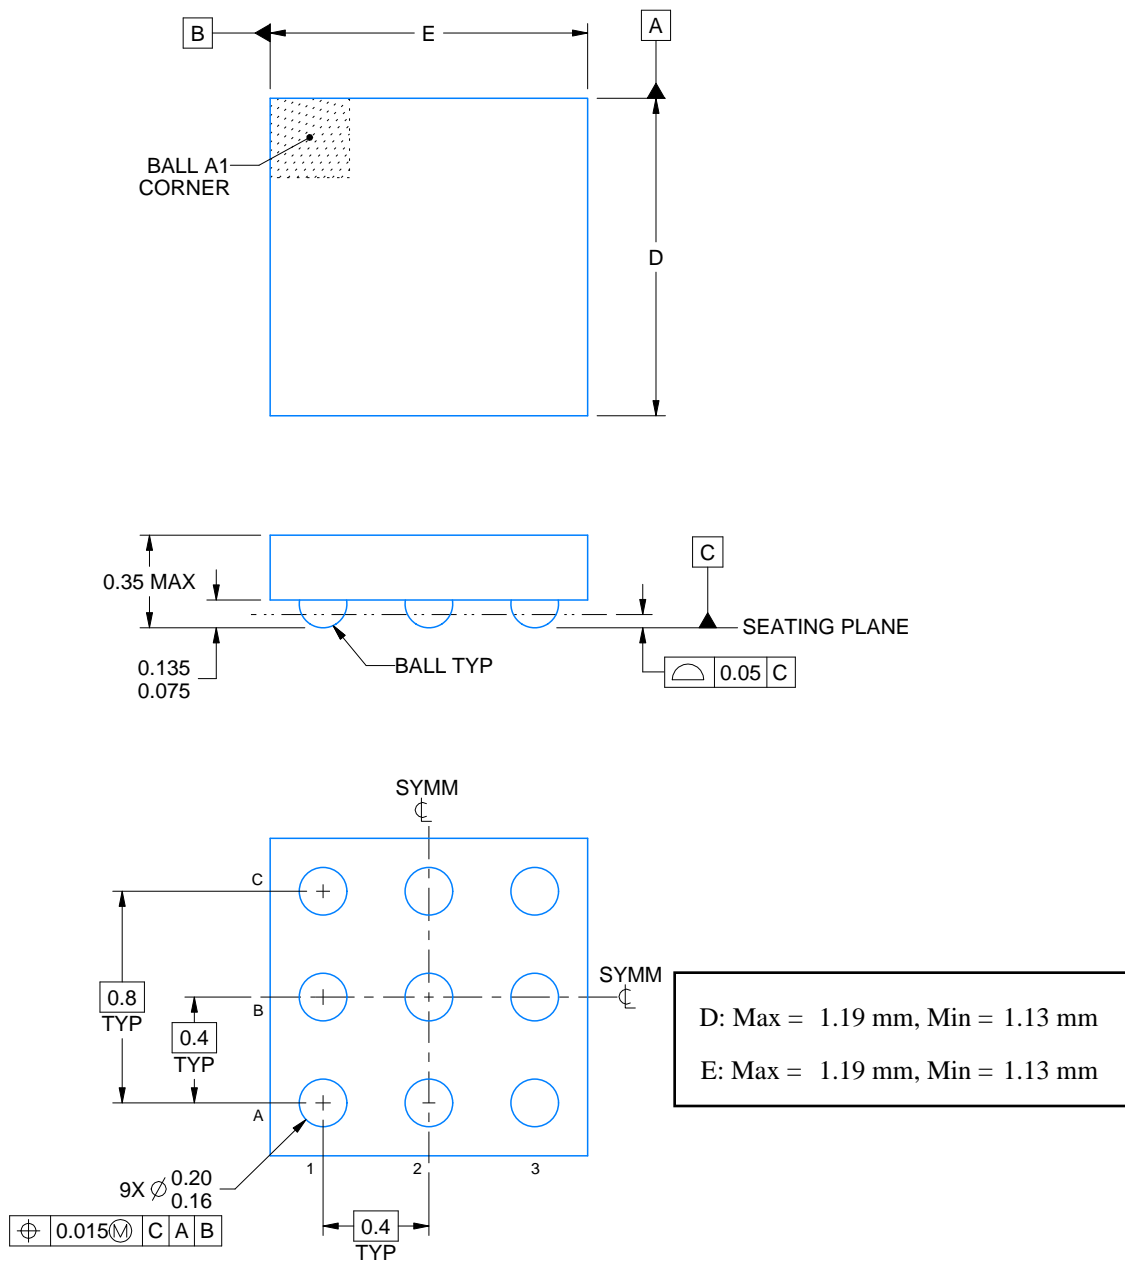 B
E
A
BALL A1
CORNER
D
C
0.35 MAX
SEATING PLANE
0.135
0.075
BALL TYP
⌓ 0.05 C
SYMM
℄
C
SYMM
℄
0.8
TYP
B
0.4
TYP
D: Max = 1.19 mm, Min = 1.13 mm
E: Max = 1.19 mm, Min = 1.13 mm
A
1 2 3
9X ⌀ 0.20
0.16
⌖ 0.015Ⓜ C A B
0.4
TYP